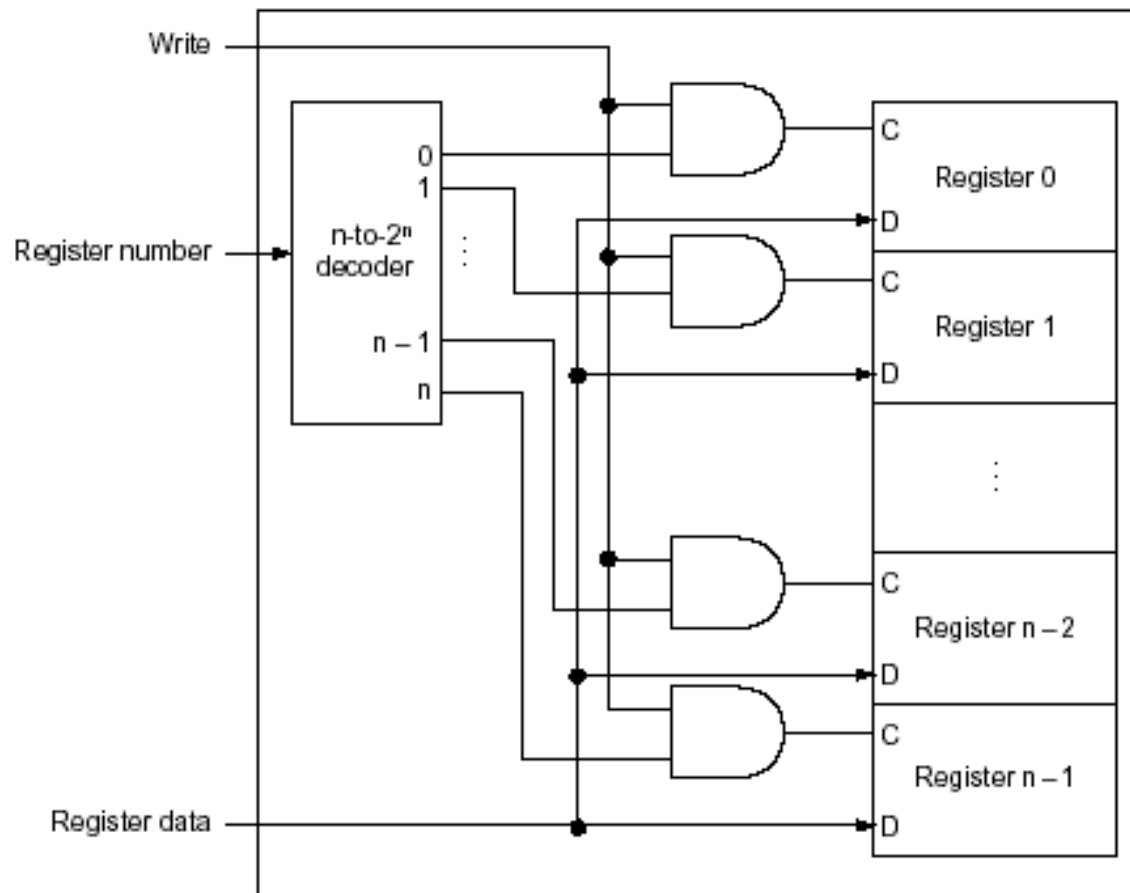 Write
C
0
Register 0
1
D
Register number
n-to-2ⁿ
decoder
⋮
C
Register 1
n – 1
D
n
⋮
C
Register n – 2
D
C
Register n – 1
Register data
D